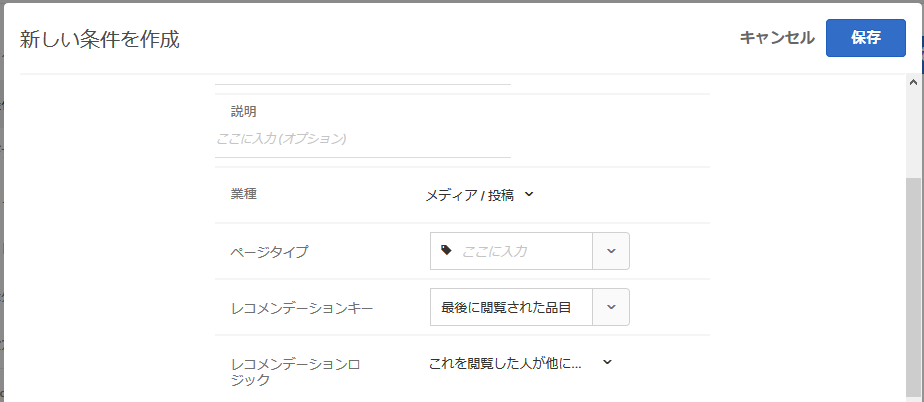 新しい条件を作成
キャンセル
保存
説明
ここに入力 (オプション)
業種
メディア / 投稿
ページタイプ
ここに入力
レコメンデーションキー
最後に閲覧された品目
レコメンデーションロ
ジック
これを閲覧した人が他に...